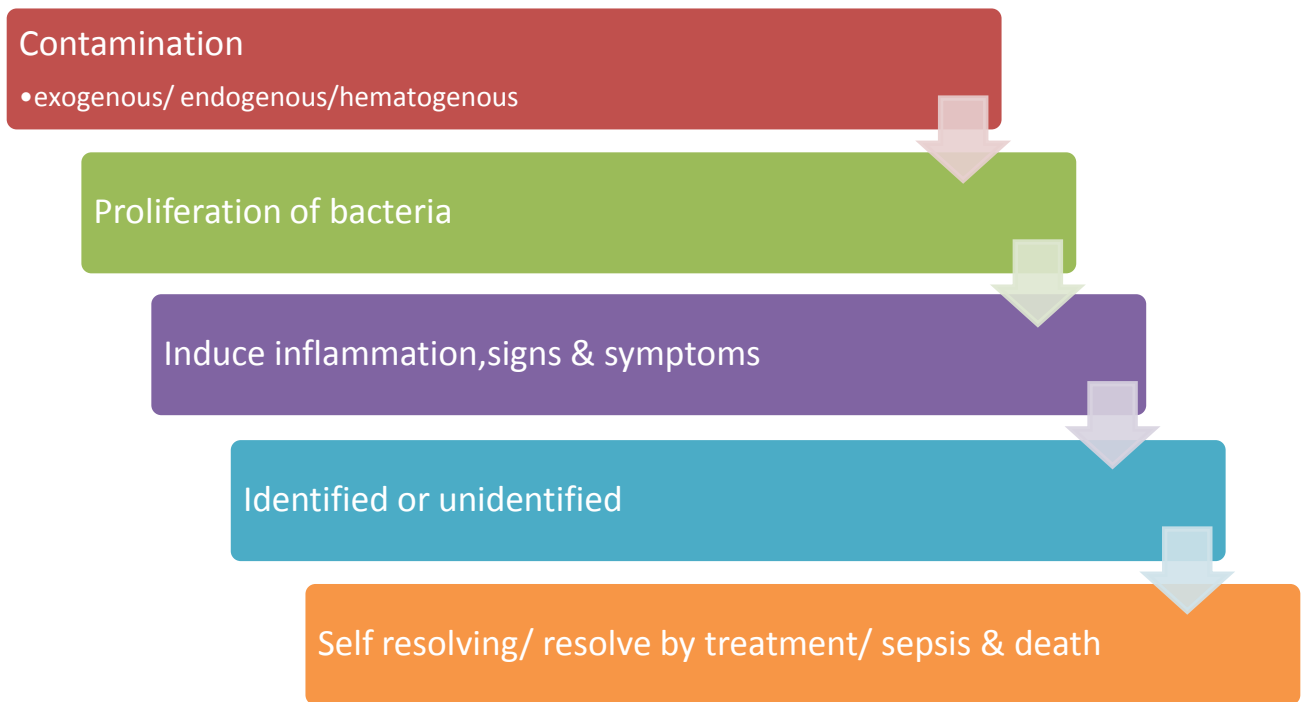 Contamination
•exogenous/ endogenous/hematogenous
Proliferation of bacteria
Induce inflammation,signs & symptoms
Identified or unidentified
Self resolving/ resolve by treatment/ sepsis & death